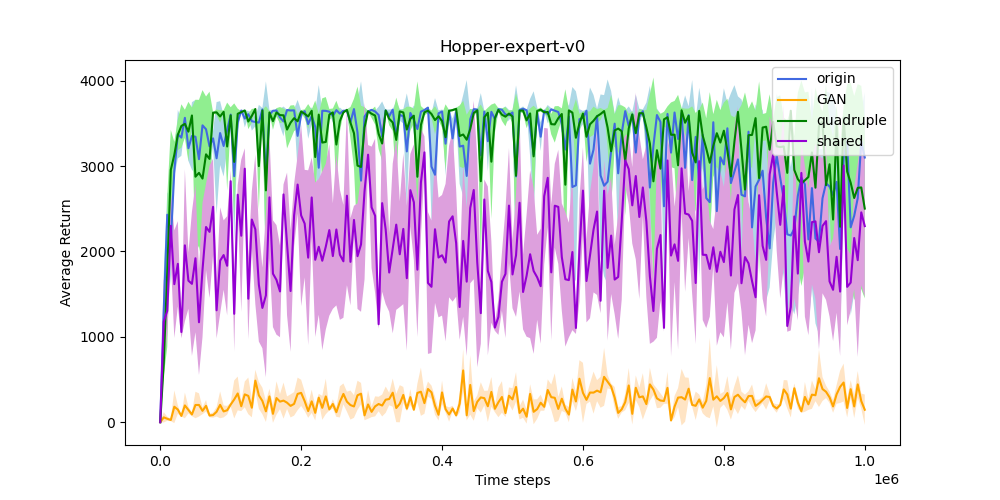 Hopper-expert-v0
origin
GAN
quadruple
shared
Average Return
4000
3000
2000
1000
0
0.0 0.2 0.4 0.6 0.8 1.0
1e6
Time steps